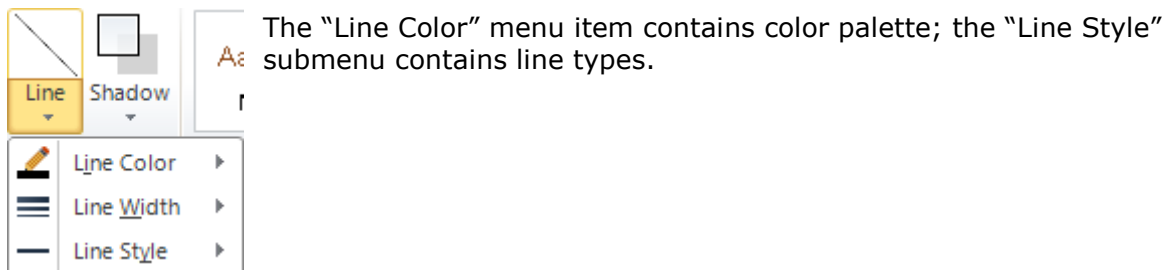 The “Line Color” menu item contains color palette; the “Line Style”
submenu contains line types.
Line Shadow
Line Color
Line Width
Line Style